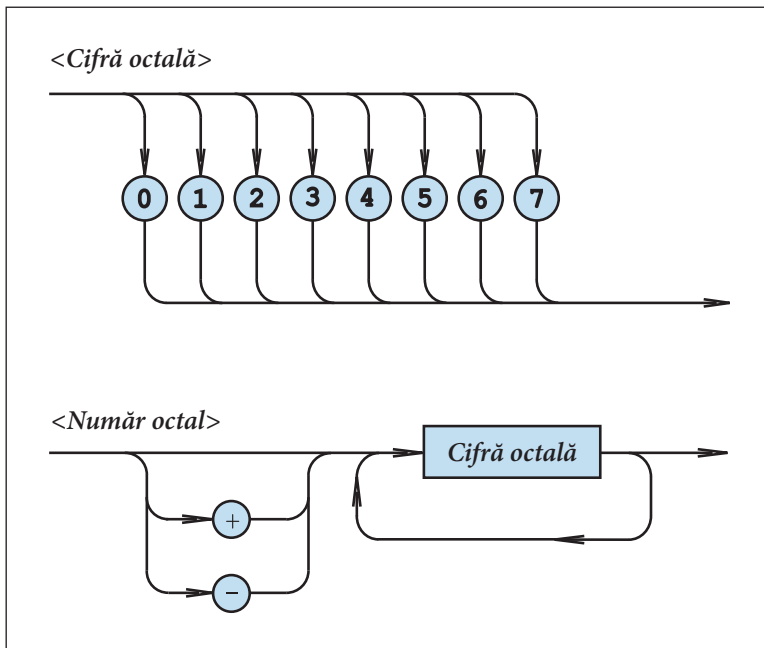 <Cifră octală>
0 1 2 3 4 5 6 7
<Număr octal>
Cifră octală
+
−